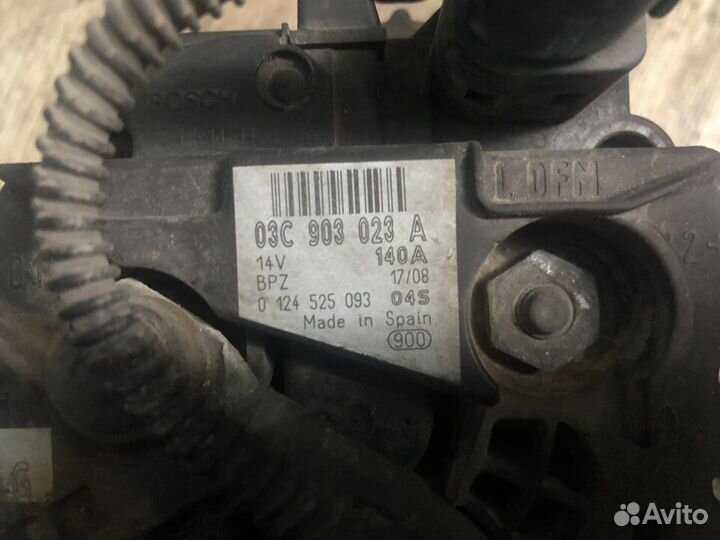 BOSCH
03C 903 023 A
14V 140A
BPZ 17/08
0 124 525 093 04S
Made in Spain
900
L DFM
Avito